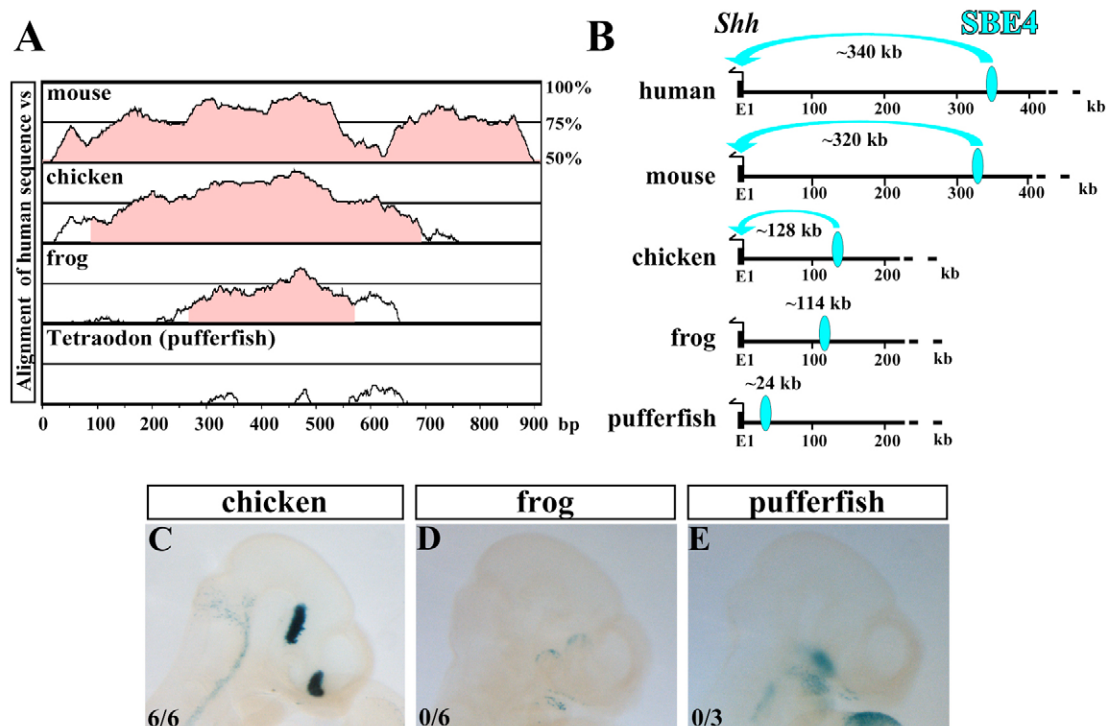 A
Alignment of human sequence vs
mouse
100%
75%
50%
chicken
frog
Tetraodon (pufferfish)
0 100 200 300 400 500 600 700 800 900 bp
B
Shh
SBE4
~340 kb
human
E1 100 200 300 400 kb
~320 kb
mouse
E1 100 200 300 400 kb
~128 kb
chicken
E1 100 200 kb
~114 kb
frog
E1 100 200 kb
~24 kb
pufferfish
E1 100 200 kb
chicken
frog
pufferfish
C
D
E
6/6
0/6
0/3